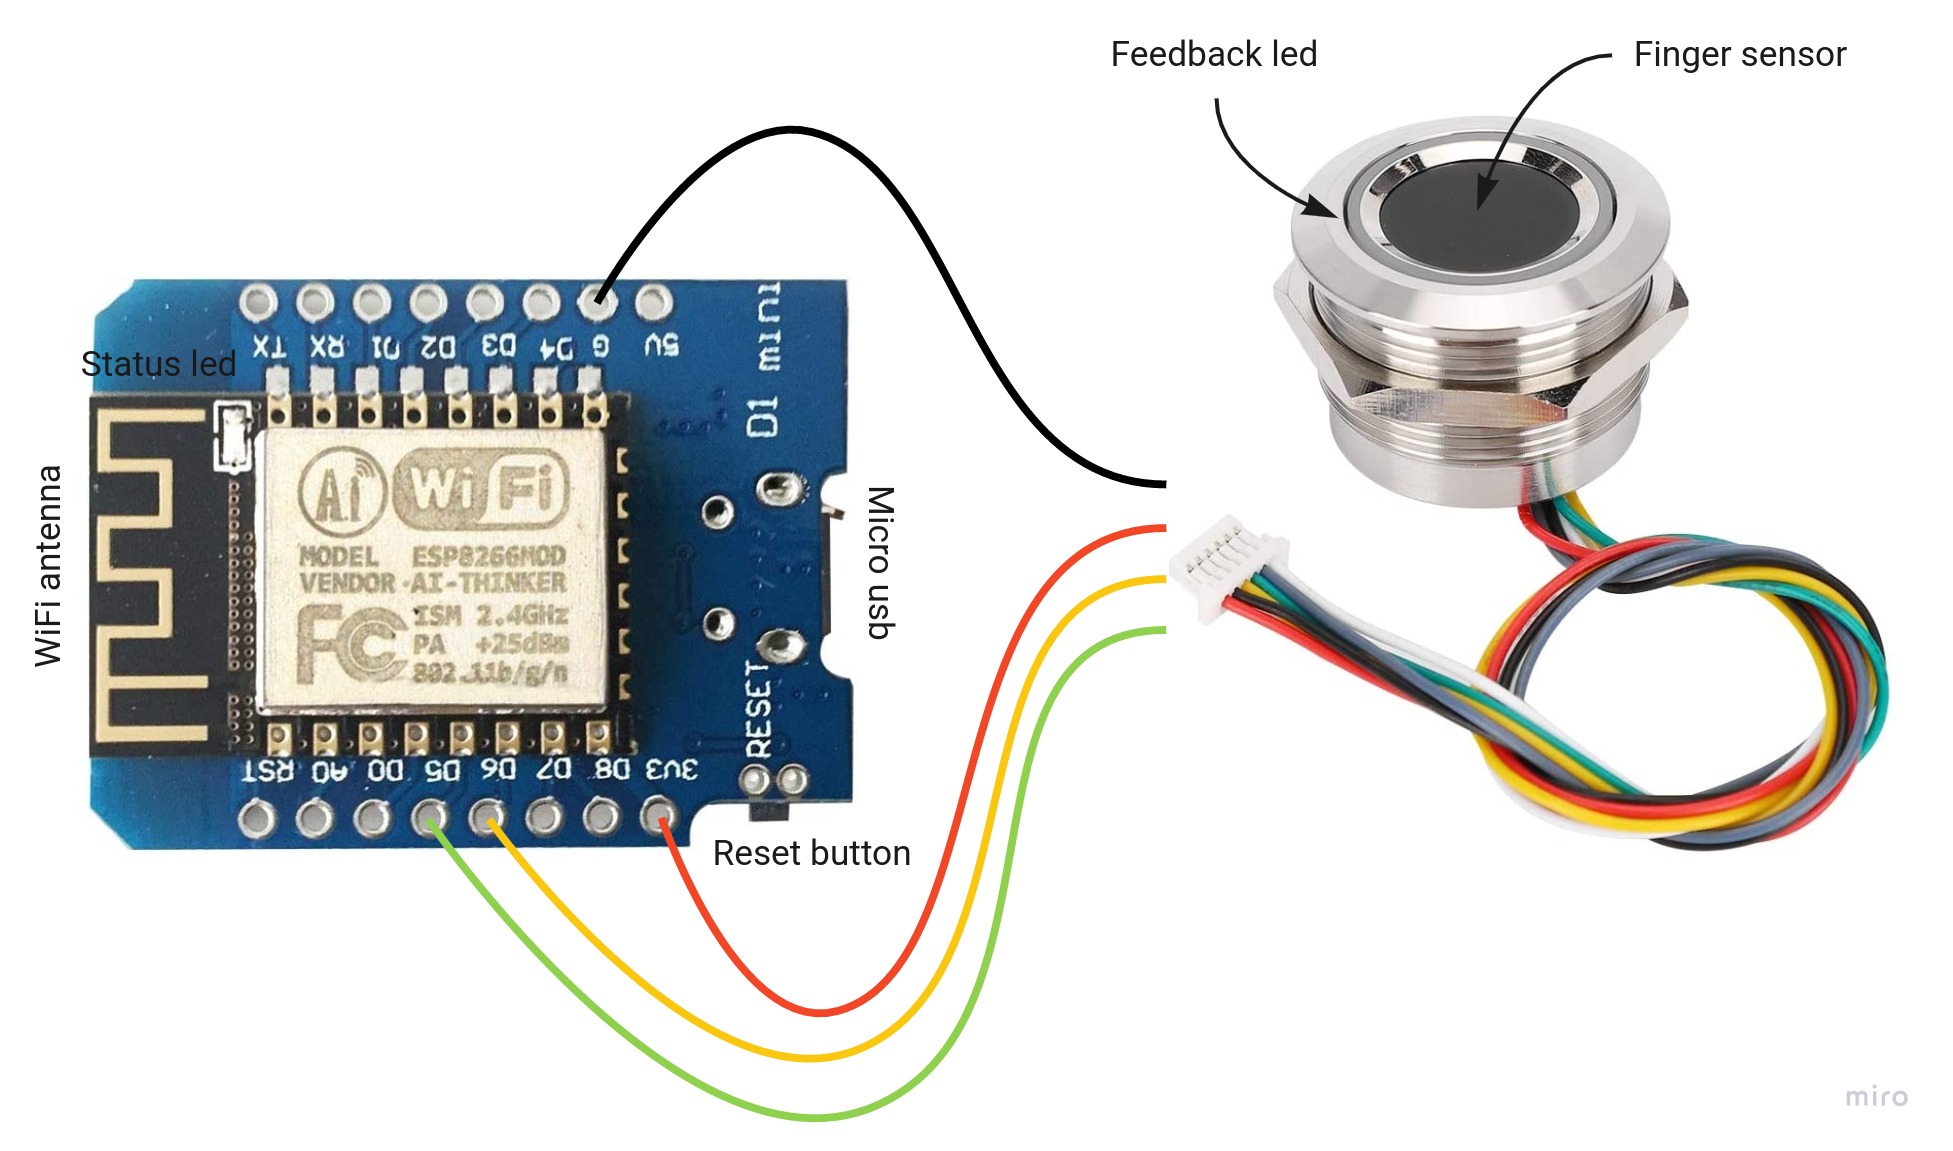 Feedback led
Finger sensor
TX RX D1 D2 D3 D4 G 5V
D1 mini
Status led
WiFi antenna
Ai WiFi
MODEL ESP8266MOD
VENDOR AI-THINKER
FC ISM 2.4GHz
PA +25dBm
802.11b/g/n
Micro usb
RESET
RST A0 D0 D5 D6 D7 D8 3V3
Reset button
miro